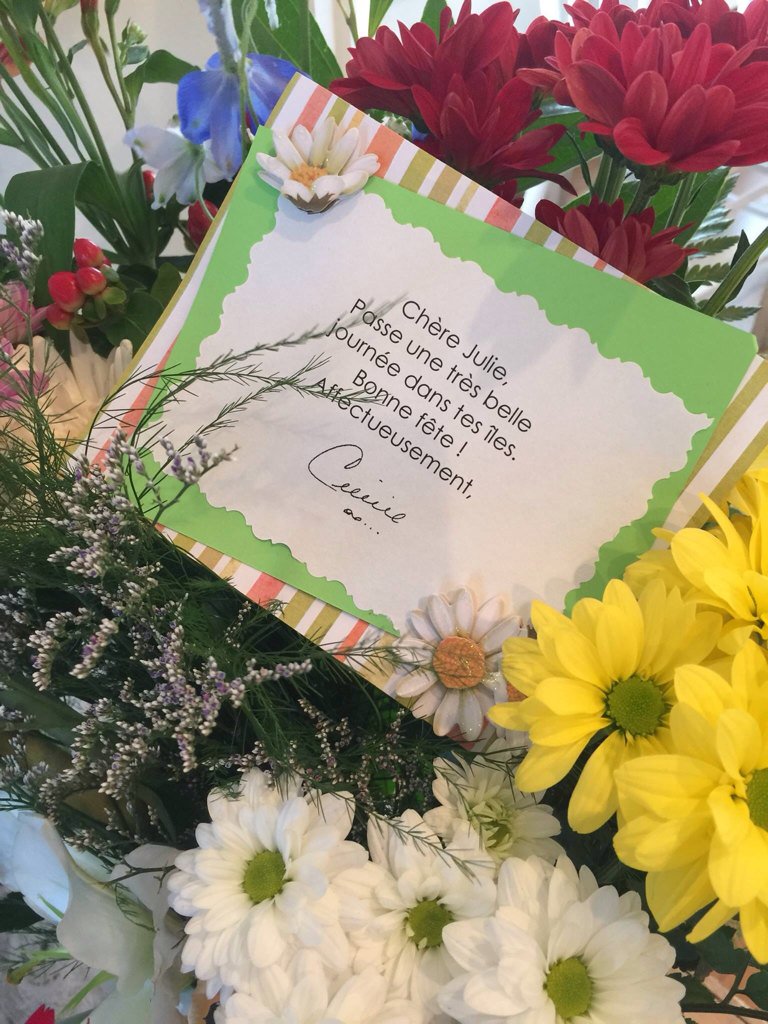 Chère Julie,
Passe une très belle
journée dans tes îles.
Bonne fête !
Affectueusement,